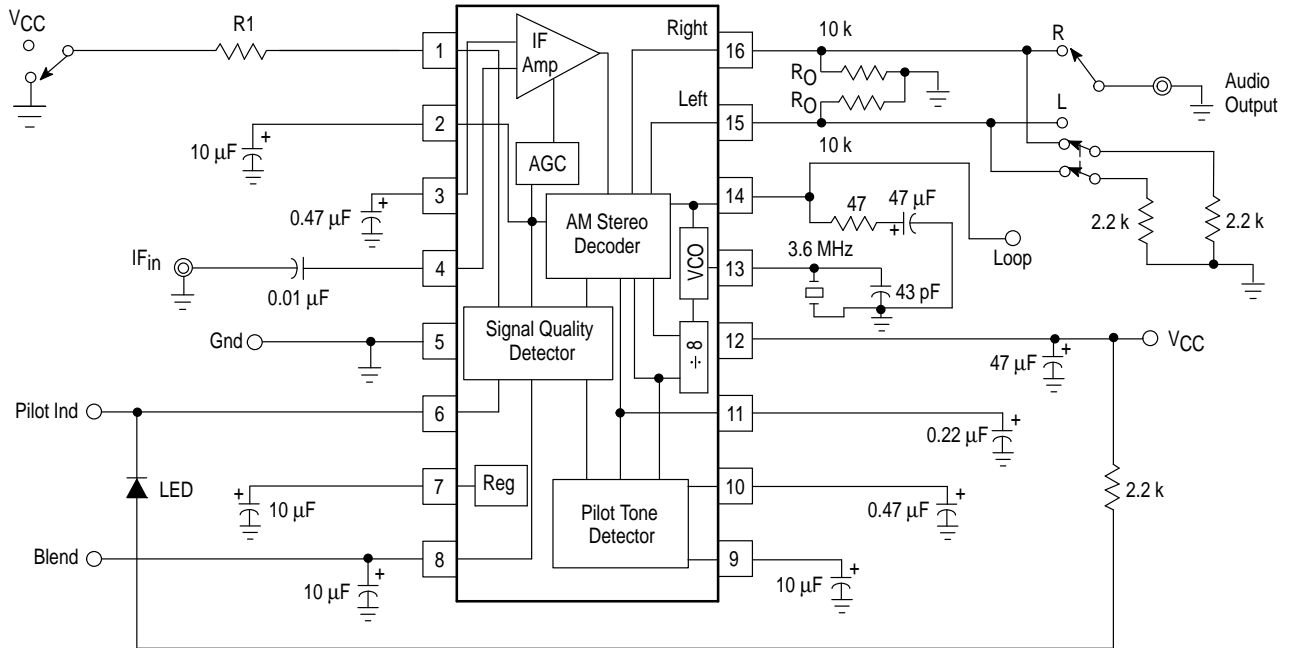 VCC
R1
1
IF
Amp
Right
16
10 k
R
RO
RO
Audio
Output
10 µF
+
2
Left
15
10 k
L
AGC
0.47 µF
+
3
14
47
47 µF
+
2.2 k
2.2 k
AM Stereo
Decoder
VCO
3.6 MHz
Loop
IFin
0.01 µF
4
13
43 pF
Gnd
5
Signal Quality
Detector
÷ 8
12
VCC
47 µF
+
Pilot Ind
6
11
0.22 µF
+
LED
+
10 µF
7
Reg
10
0.47 µF
+
2.2 k
Pilot Tone
Detector
Blend
8
10 µF
+
9
10 µF
+